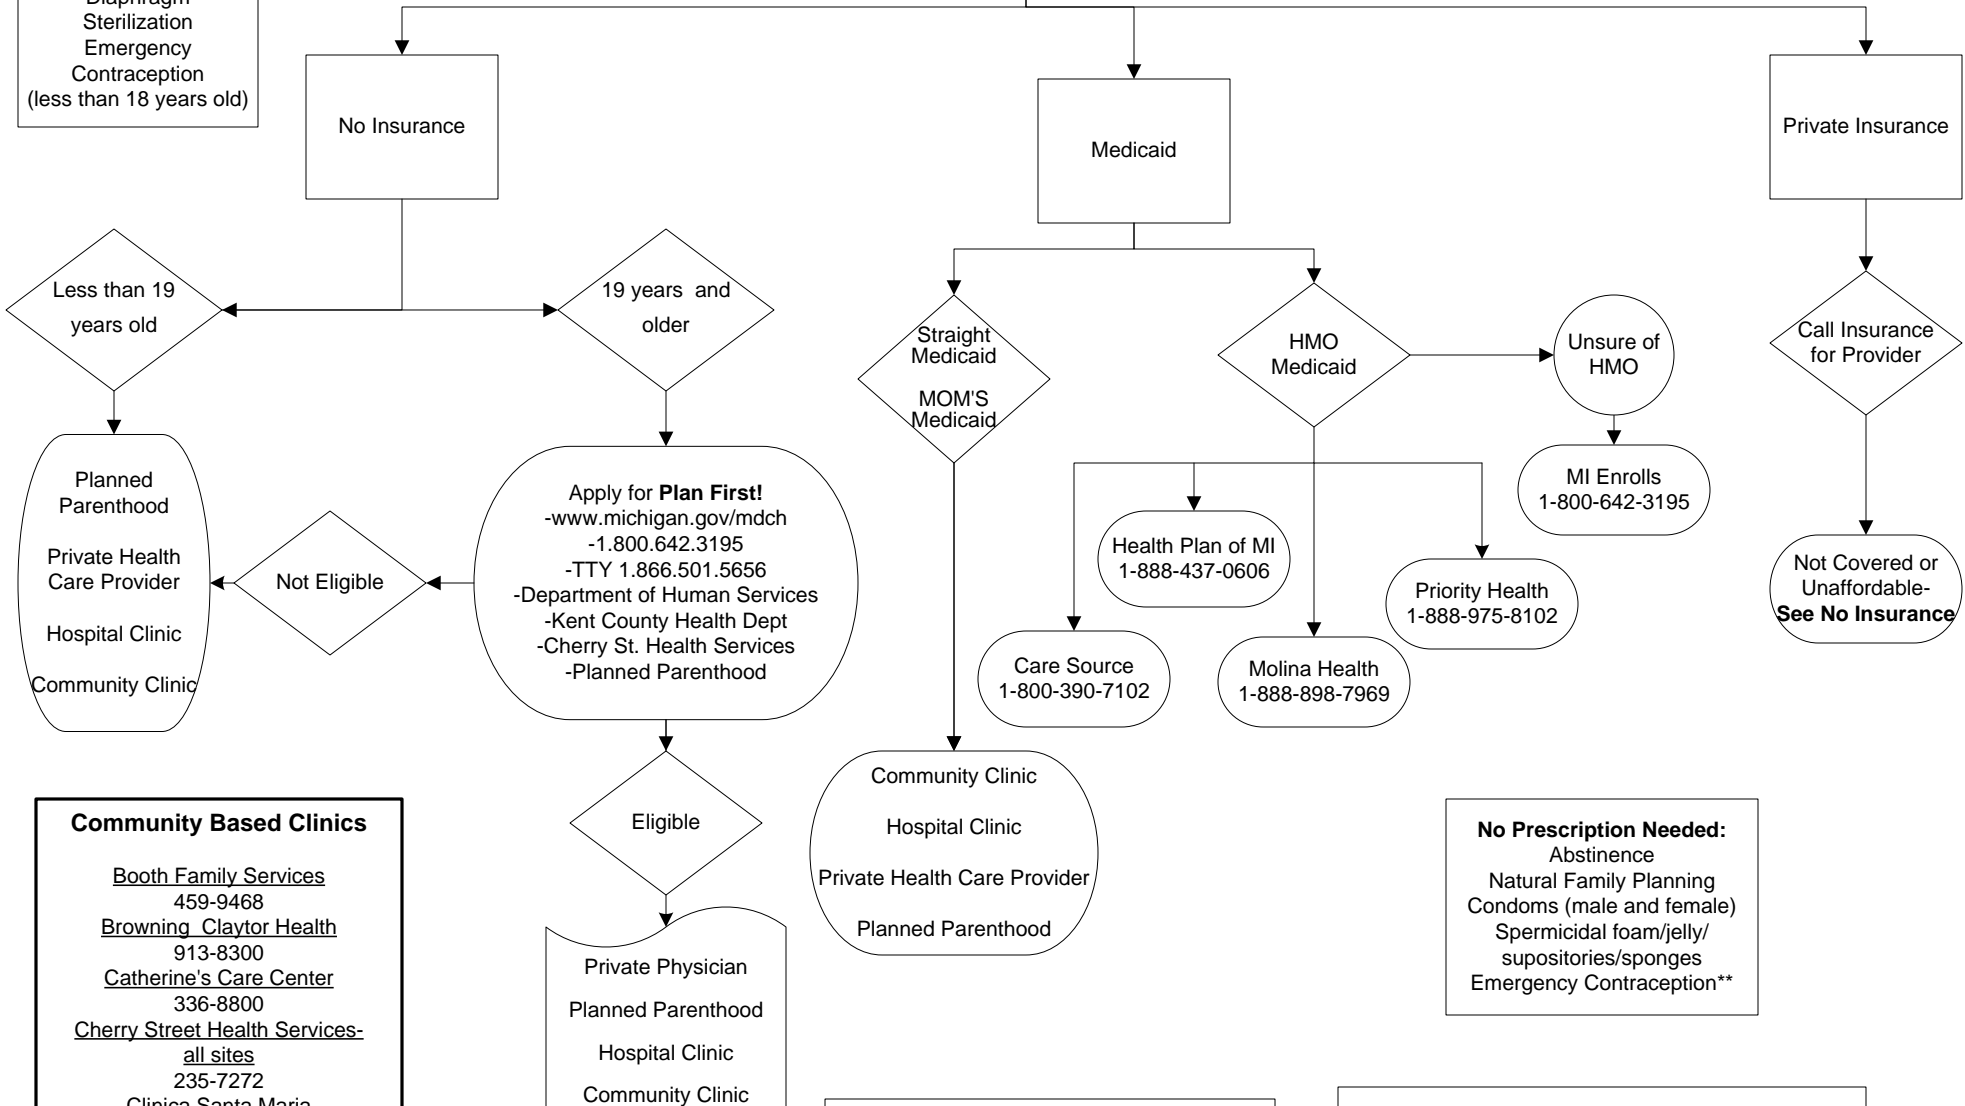 Diaphragm
Sterilization
Emergency
Contraception
(less than 18 years old)
No Insurance
Medicaid
Private Insurance
Less than 19
years old
19 years and
older
Straight
Medicaid
MOM'S
Medicaid
HMO
Medicaid
Unsure of
HMO
Call Insurance
for Provider
MI Enrolls
1-800-642-3195
Planned
Parenthood
Private Health
Care Provider
Hospital Clinic
Community Clinic
Not Eligible
Apply for Plan First!
-www.michigan.gov/mdch
-1.800.642.3195
-TTY 1.866.501.5656
-Department of Human Services
-Kent County Health Dept
-Cherry St. Health Services
-Planned Parenthood
Health Plan of MI
1-888-437-0606
Priority Health
1-888-975-8102
Care Source
1-800-390-7102
Molina Health
1-888-898-7969
Not Covered or
Unaffordable-
See No Insurance
Eligible
Community Clinic
Hospital Clinic
Private Health Care Provider
Planned Parenthood
Community Based Clinics
Booth Family Services
459-9468
Browning Claytor Health
913-8300
Catherine's Care Center
336-8800
Cherry Street Health Services-
all sites
235-7272
Clinica Santa Maria
Private Physician
Planned Parenthood
Hospital Clinic
Community Clinic
No Prescription Needed:
Abstinence
Natural Family Planning
Condoms (male and female)
Spermicidal foam/jelly/
supositories/sponges
Emergency Contraception**